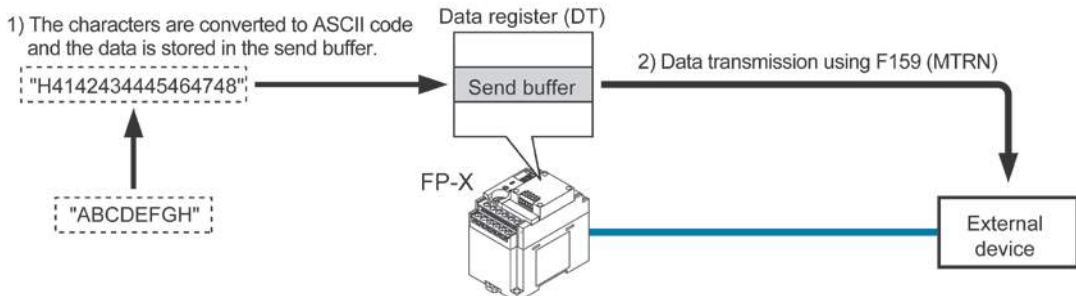 1) The characters are converted to ASCII code
and the data is stored in the send buffer.
"H4142434445464748"
"ABCDEFGH"
Data register (DT)
Send buffer
FP-X
2) Data transmission using F159 (MTRN)
External
device